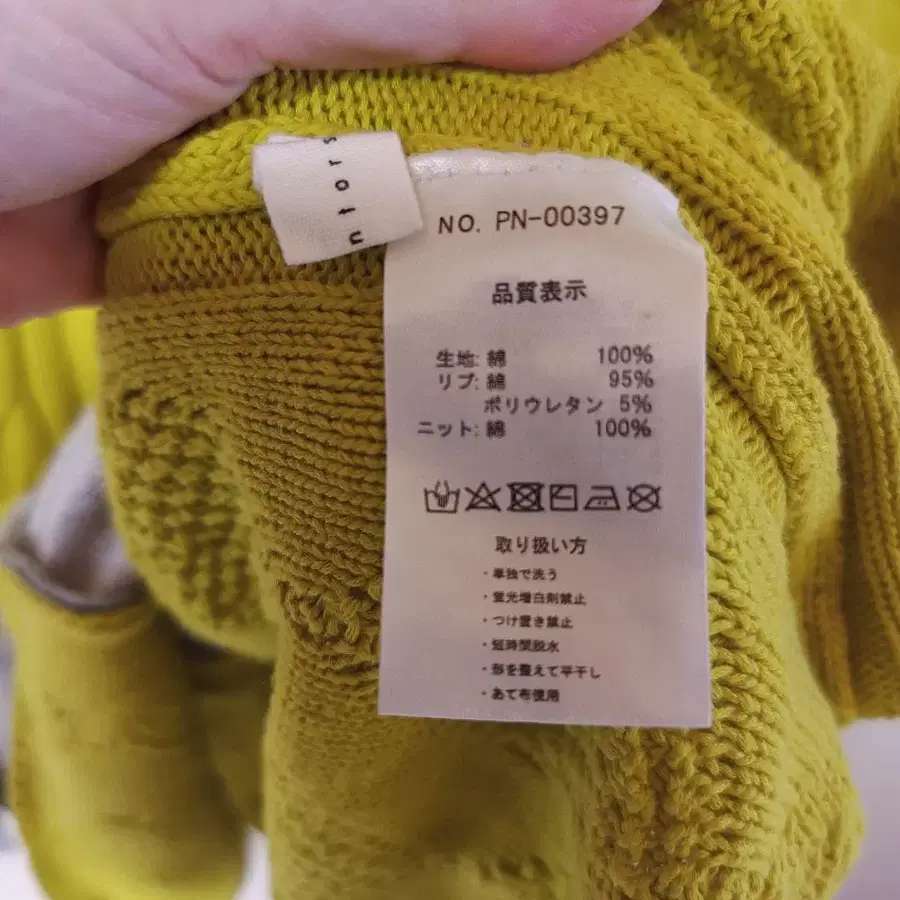 ntors
NO. PN-00397
品質表示
生地: 綿 100%
リブ: 綿 95%
ポリウレタン 5%
ニット: 綿 100%
取り扱い方
・単独で洗う
・蛍光増白剤禁止
・つけ置き禁止
・短時間脱水
・形を整えて平干し
・あて布使用